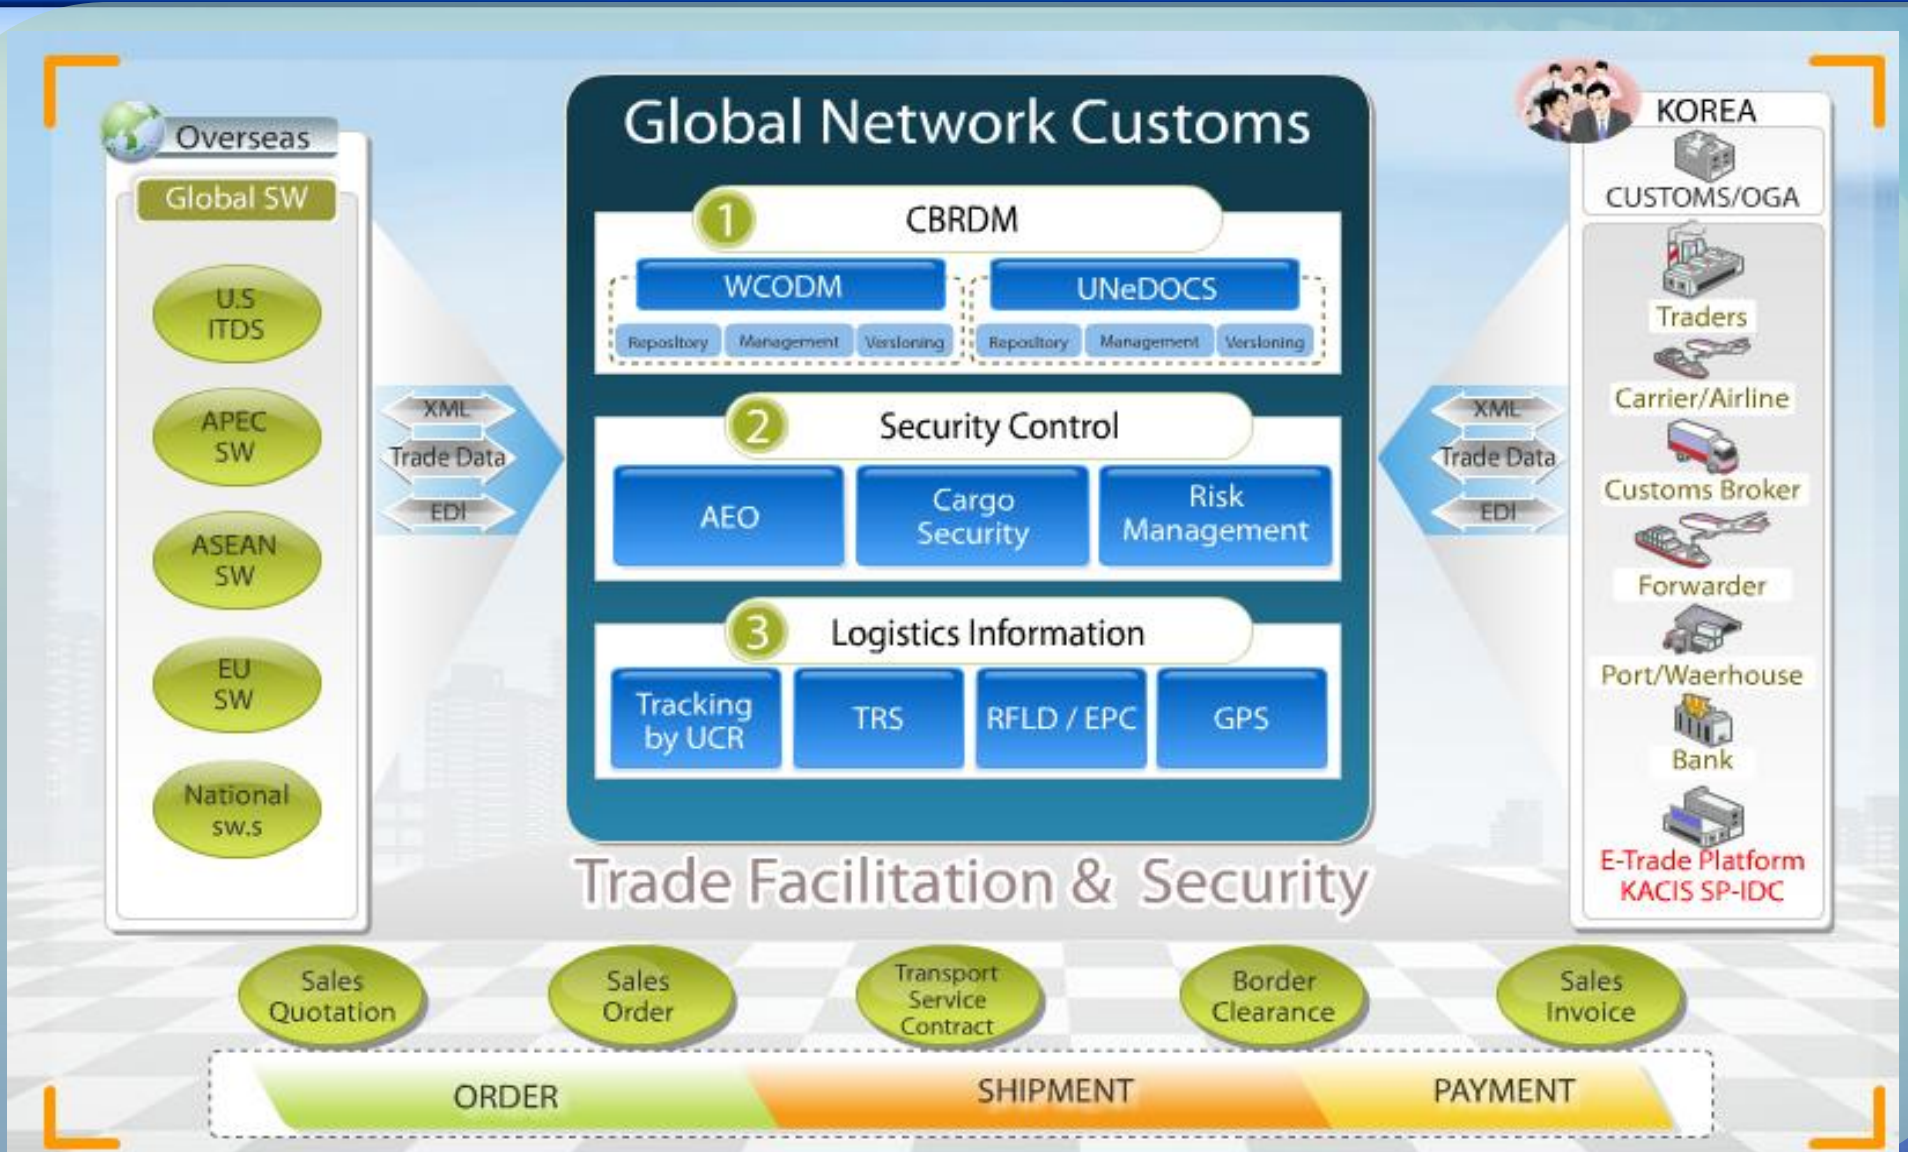 Overseas
Global SW
U.S
ITDS
APEC
SW
ASEAN
SW
EU
SW
National
sw.s
XML
Trade Data
EDI
Global Network Customs
1
CBRDM
WCODM
Repository
Management
Versioning
UNeDOCS
Repository
Management
Versioning
2
Security Control
AEO
Cargo
Security
Risk
Management
3
Logistics Information
Tracking
by UCR
TRS
RFLD / EPC
GPS
Trade Facilitation & Security
XML
Trade Data
EDI
KOREA
CUSTOMS/OGA
Traders
Carrier/Airline
Customs Broker
Forwarder
Port/Waerhouse
Bank
E-Trade Platform
KACIS SP-IDC
Sales
Quotation
Sales
Order
Transport
Service
Contract
Border
Clearance
Sales
Invoice
ORDER
SHIPMENT
PAYMENT